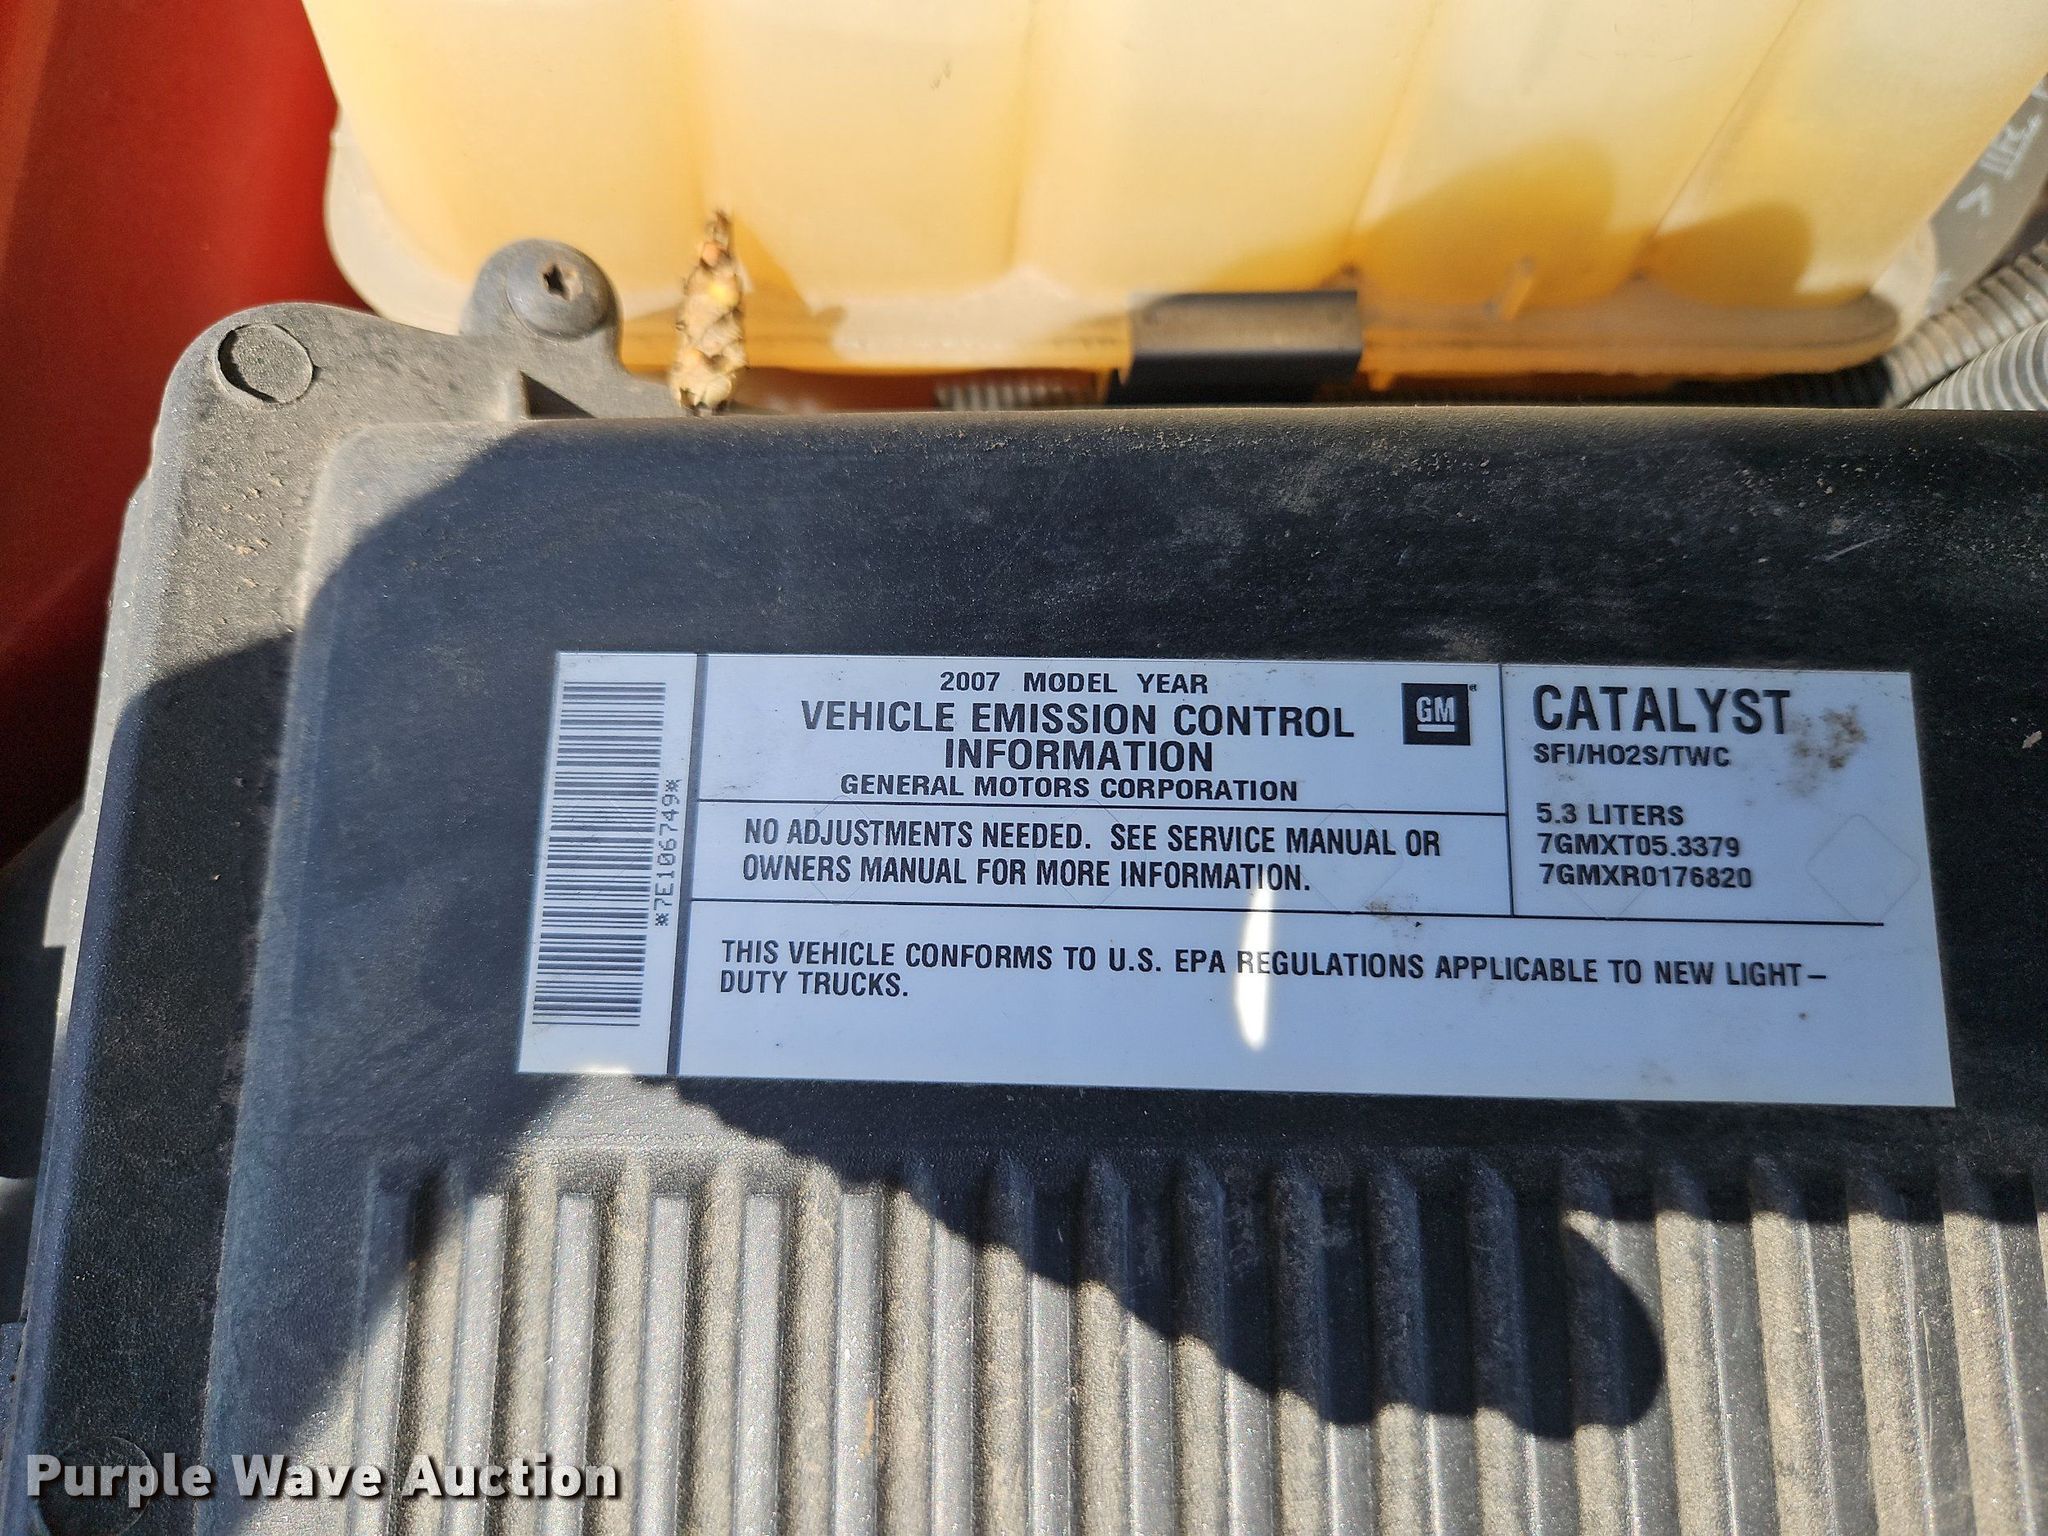 2007 MODEL YEAR
VEHICLE EMISSION CONTROL
INFORMATION
GENERAL MOTORS CORPORATION
GM
NO ADJUSTMENTS NEEDED. SEE SERVICE MANUAL OR
OWNERS MANUAL FOR MORE INFORMATION.
CATALYST
SFI/HO2S/TWC
5.3 LITERS
7GMXT05.3379
7GMXR0176820
THIS VEHICLE CONFORMS TO U.S. EPA REGULATIONS APPLICABLE TO NEW LIGHT–
DUTY TRUCKS.
*7E106749*
Purple Wave Auction